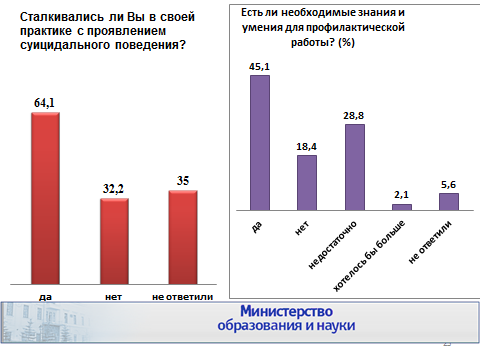 Сталкивались ли Вы в своей
практике с проявлением
суицидального поведения?
64,1
32,2
35
да
нет
не ответили
Есть ли необходимые знания и
умения для профилактической
работы? (%)
45,1
18,4
28,8
2,1
5,6
да
нет
недостаточно
хотелось бы больше
не ответили
Министерство
образования и науки